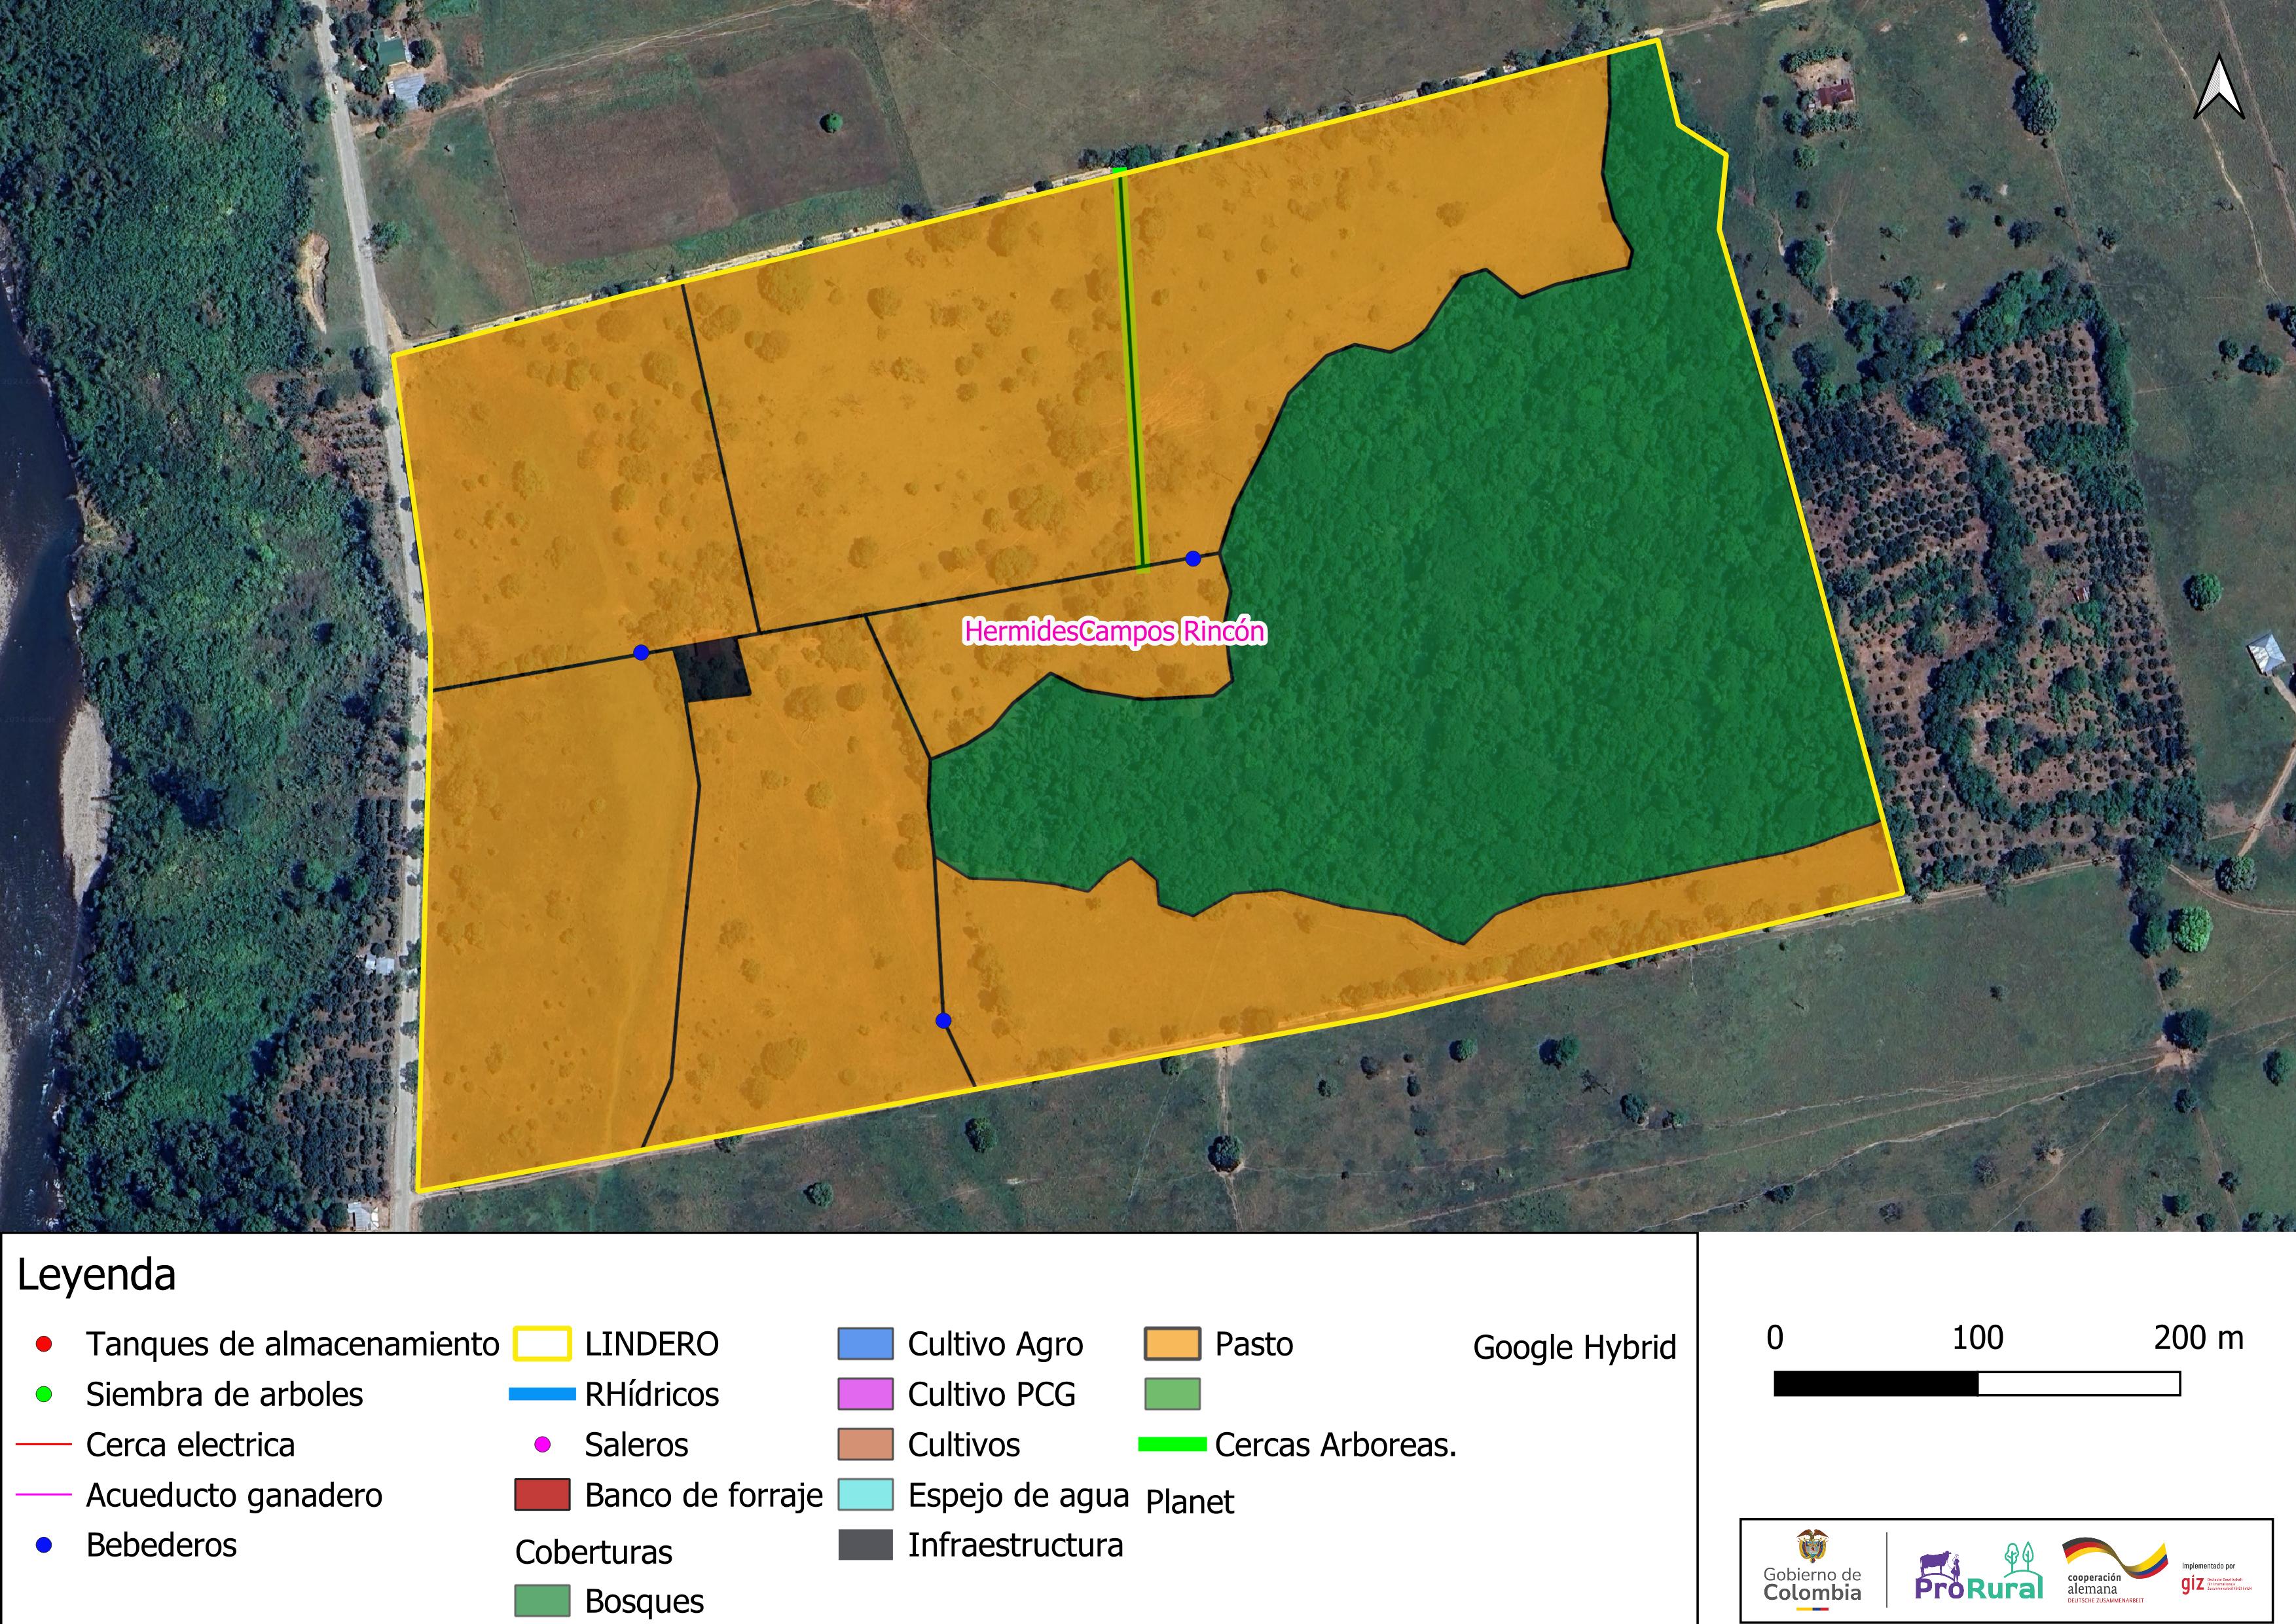 HermidesCampos Rincón
Leyenda
Tanques de almacenamiento
Siembra de arboles
Cerca electrica
Acueducto ganadero
Bebederos
LINDERO
RHídricos
Saleros
Banco de forraje
Coberturas
Bosques
Cultivo Agro
Cultivo PCG
Cultivos
Espejo de agua
Infraestructura
Pasto
Cercas Arboreas.
Planet
Google Hybrid
0 100 200 m
Gobierno de
Colombia
ProRural
cooperación
alemana
DEUTSCHE ZUSAMMENARBEIT
Implementado por
giz